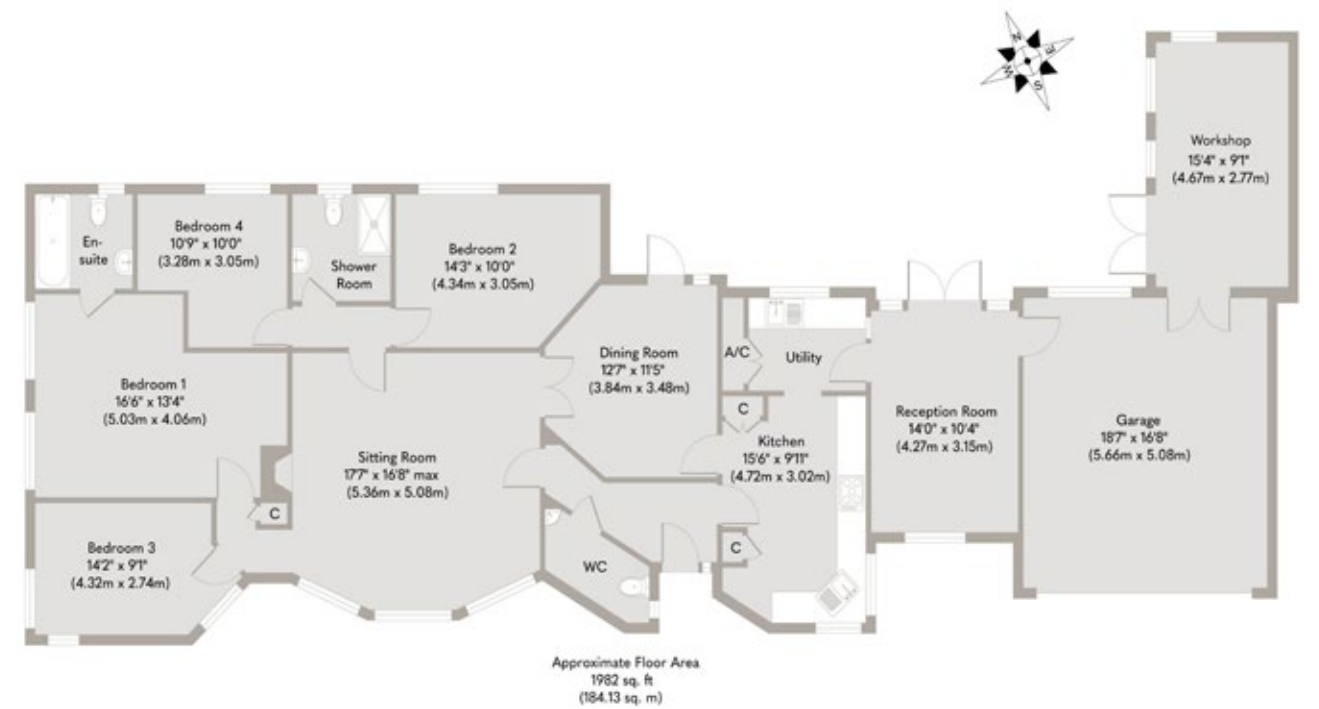 N
E
S
W
Workshop
15'4" x 9'1"
(4.67m x 2.77m)
En-
suite
Bedroom 4
10'9" x 10'0"
(3.28m x 3.05m)
Shower
Room
Bedroom 2
14'3" x 10'0"
(4.34m x 3.05m)
Dining Room
12'7" x 11'5"
(3.84m x 3.48m)
A/C
Utility
Bedroom 1
16'6" x 13'4"
(5.03m x 4.06m)
Sitting Room
17'7" x 16'8" max
(5.36m x 5.08m)
C
Kitchen
15'6" x 9'11"
(4.72m x 3.02m)
Reception Room
14'0" x 10'4"
(4.27m x 3.15m)
Garage
18'7" x 16'8"
(5.66m x 5.08m)
C
Bedroom 3
14'2" x 9'1"
(4.32m x 2.74m)
WC
C
Approximate Floor Area
1982 sq. ft
(184.13 sq. m)